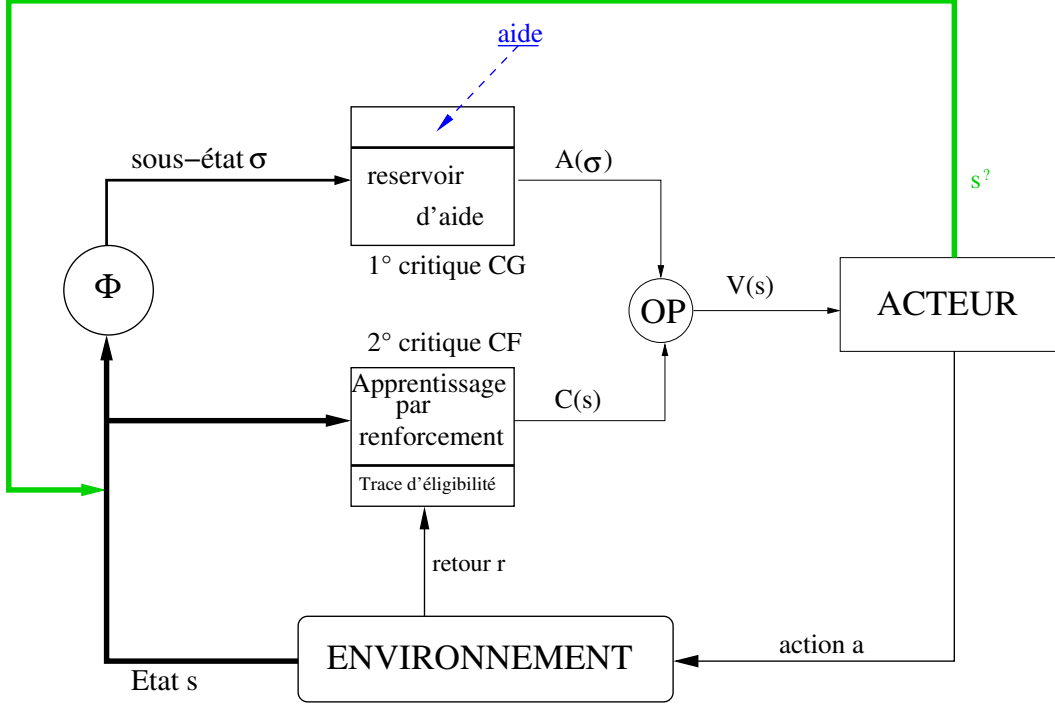 aide
sous-état σ
A(σ)
reservoir
d'aide
s?
1° critique CG
Φ
OP
V(s)
ACTEUR
2° critique CF
Apprentissage
par
renforcement
C(s)
Trace d'éligibilité
retour r
ENVIRONNEMENT
action a
Etat s